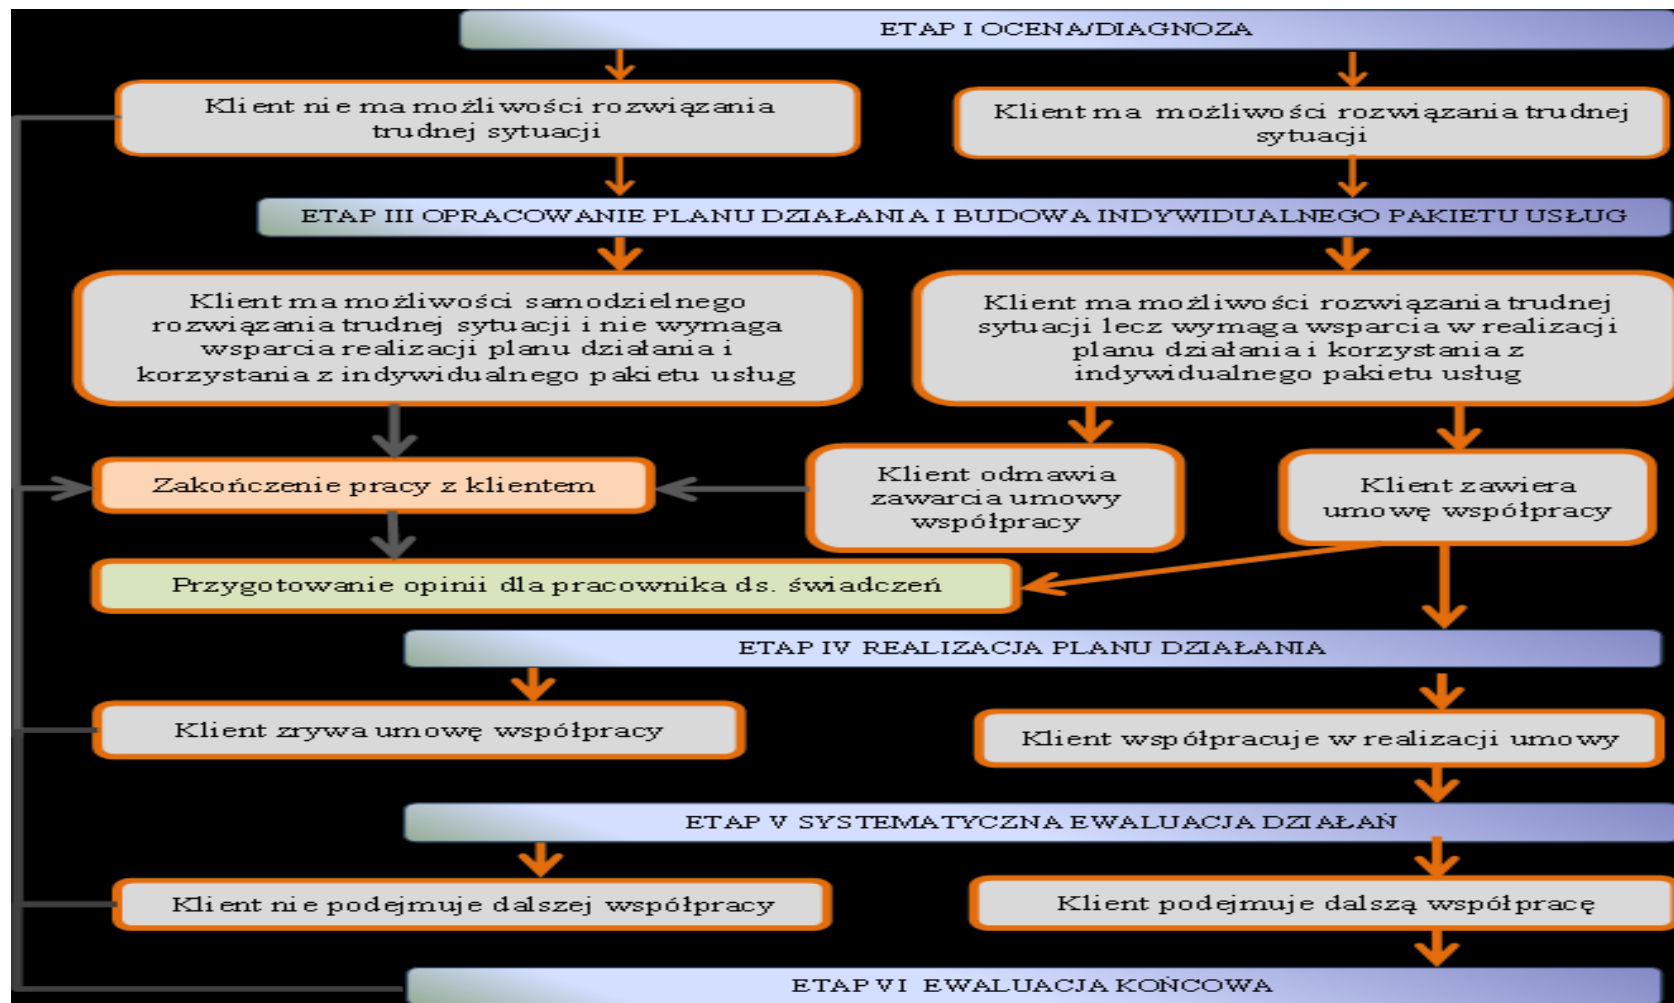 ETAP I OCENA/DIAGNOZA
Klient nie ma możliwości rozwiązania
trudnej sytuacji
Klient ma możliwości rozwiązania trudnej
sytuacji
ETAP III OPRACOWANIE PLANU DZIAŁANIA I BUDOWA INDYWIDUALNEGO PAKIETU USŁUG
Klient ma możliwości samodzielnego
rozwiązania trudnej sytuacji i nie wymaga
wsparcia realizacji planu działania i
korzystania z indywidualnego pakietu usług
Klient ma możliwości rozwiązania trudnej
sytuacji lecz wymaga wsparcia w realizacji
planu działania i korzystania z
indywidualnego pakietu usług
Zakończenie pracy z klientem
Klient odmawia
zawarcia umowy
współpracy
Klient zawiera
umowę współpracy
Przygotowanie opinii dla pracownika ds. świadczeń
ETAP IV REALIZACJA PLANU DZIAŁANIA
Klient zrywa umowę współpracy
Klient współpracuje w realizacji umowy
ETAP V SYSTEMATYCZNA EWALUACJA DZIAŁAŃ
Klient nie podejmuje dalszej współpracy
Klient podejmuje dalszą współpracę
ETAP VI EWALUACJA KOŃCOWA